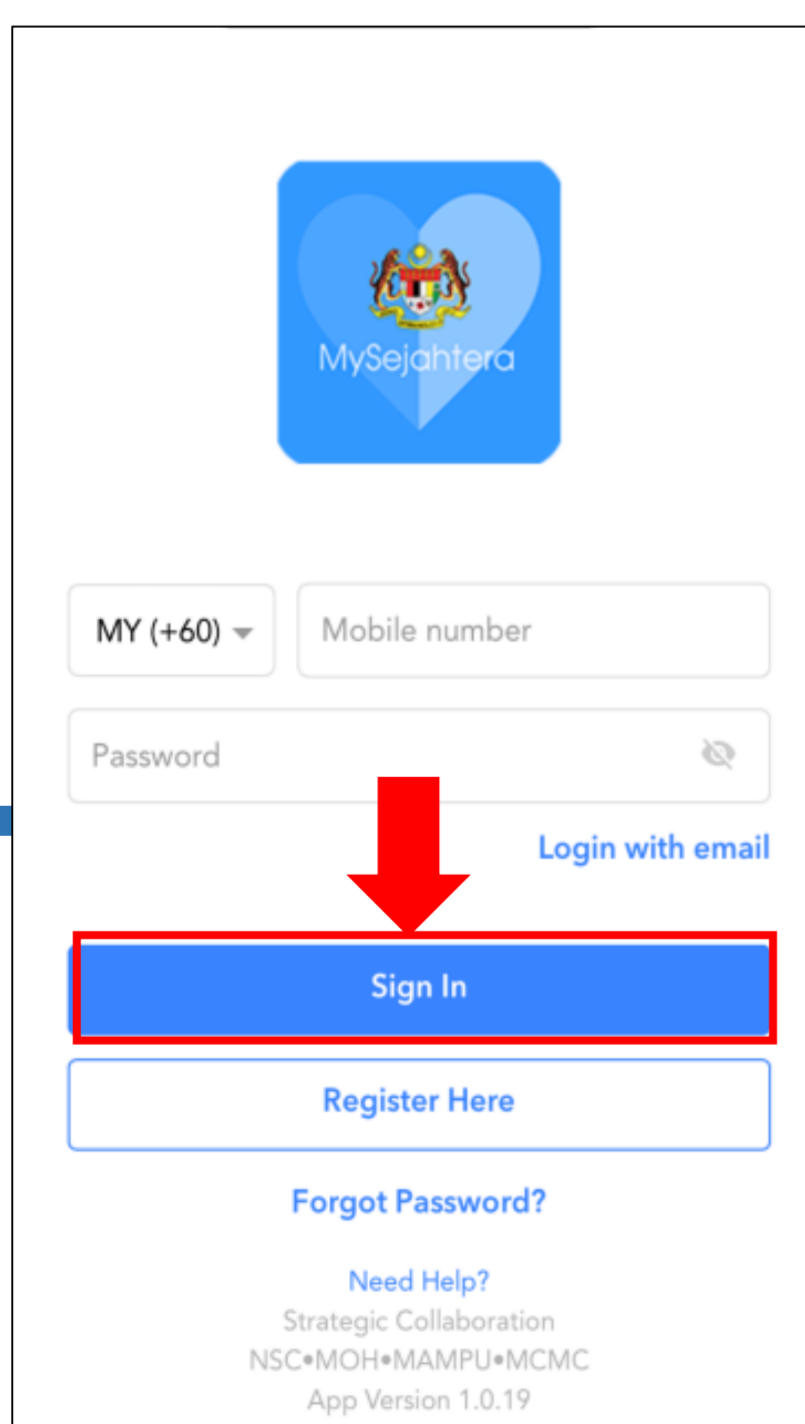 MySejahtera
MY (+60)
Mobile number
Password
Login with email
Sign In
Register Here
Forgot Password?
Need Help?
Strategic Collaboration
NSC•MOH•MAMPU•MCMC
App Version 1.0.19